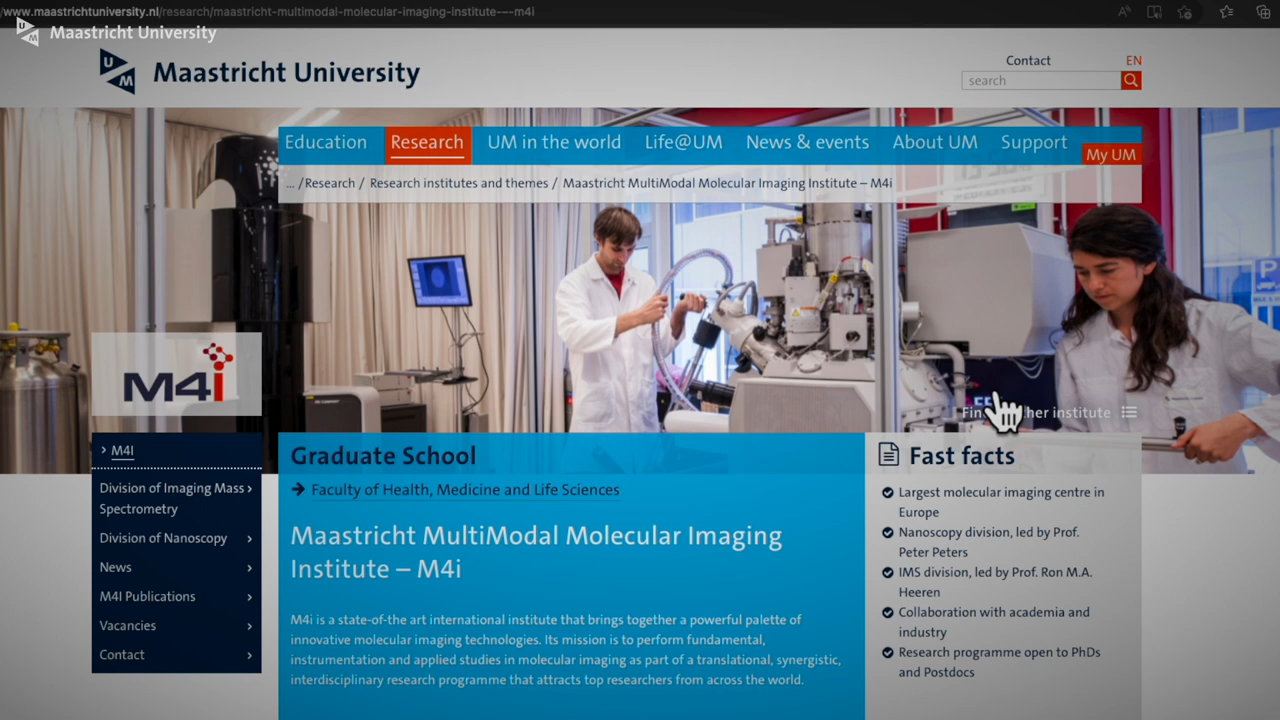 /www.maastrichtuniversity.nl/research/maastricht-multimodal-molecular-imaging-institute-–-m4i
Maastricht University
UM
Maastricht University
Contact
EN
search
Education
Research
UM in the world
Life@UM
News & events
About UM
Support
My UM
... / Research / Research institutes and themes / Maastricht MultiModal Molecular Imaging Institute – M4i
M4i
Find
her institute
› M4I
Division of Imaging Mass
Spectrometry
Division of Nanoscopy
News
M4I Publications
Vacancies
Contact
Graduate School
→ Faculty of Health, Medicine and Life Sciences
Maastricht MultiModal Molecular Imaging
Institute – M4i
M4i is a state-of-the art international institute that brings together a powerful palette of
innovative molecular imaging technologies. Its mission is to perform fundamental,
instrumentation and applied studies in molecular imaging as part of a translational, synergistic,
interdisciplinary research programme that attracts top researchers from across the world.
Fast facts
Largest molecular imaging centre in
Europe
Nanoscopy division, led by Prof.
Peter Peters
IMS division, led by Prof. Ron M.A.
Heeren
Collaboration with academia and
industry
Research programme open to PhDs
and Postdocs